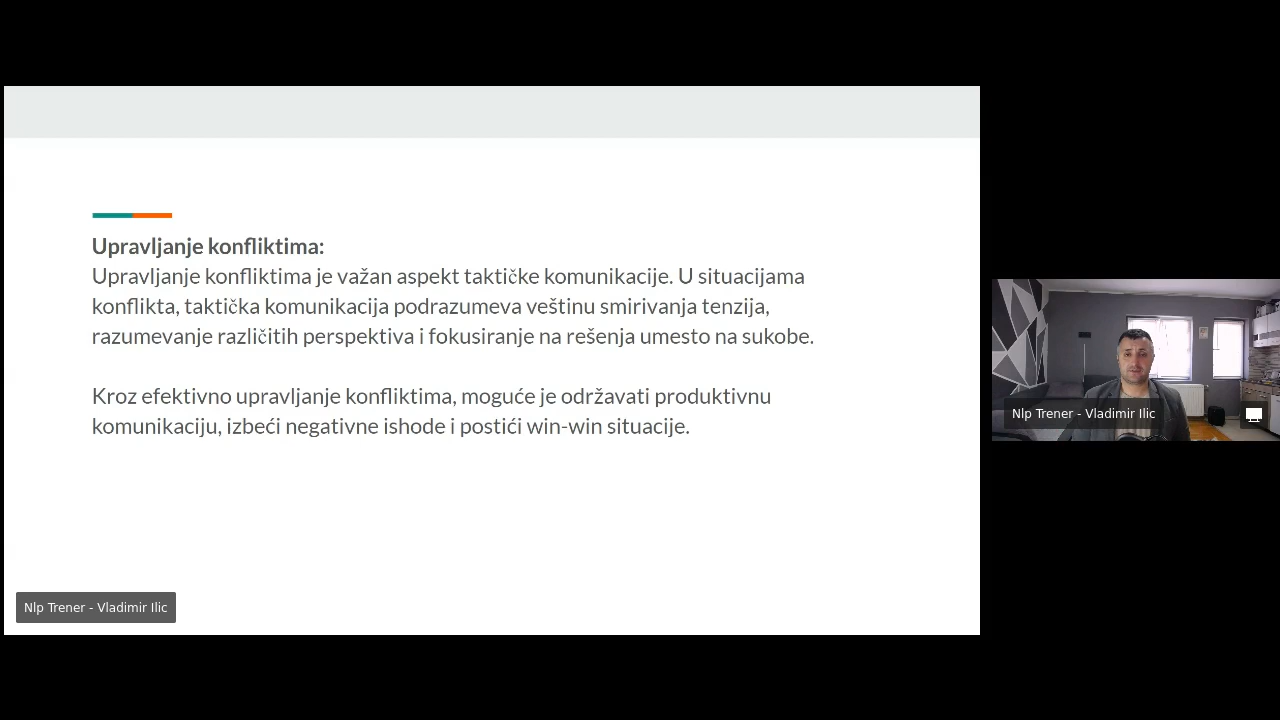 Upravljanje konfliktima:
Upravljanje konfliktima je važan aspekt taktičke komunikacije. U situacijama
konflikta, taktička komunikacija podrazumeva veštinu smirivanja tenzija,
razumevanje različitih perspektiva i fokusiranje na rešenja umesto na sukobe.
Kroz efektivno upravljanje konfliktima, moguće je održavati produktivnu
komunikaciju, izbeći negativne ishode i postići win-win situacije.
Nlp Trener - Vladimir Ilic
Nlp Trener - Vladimir Ilic